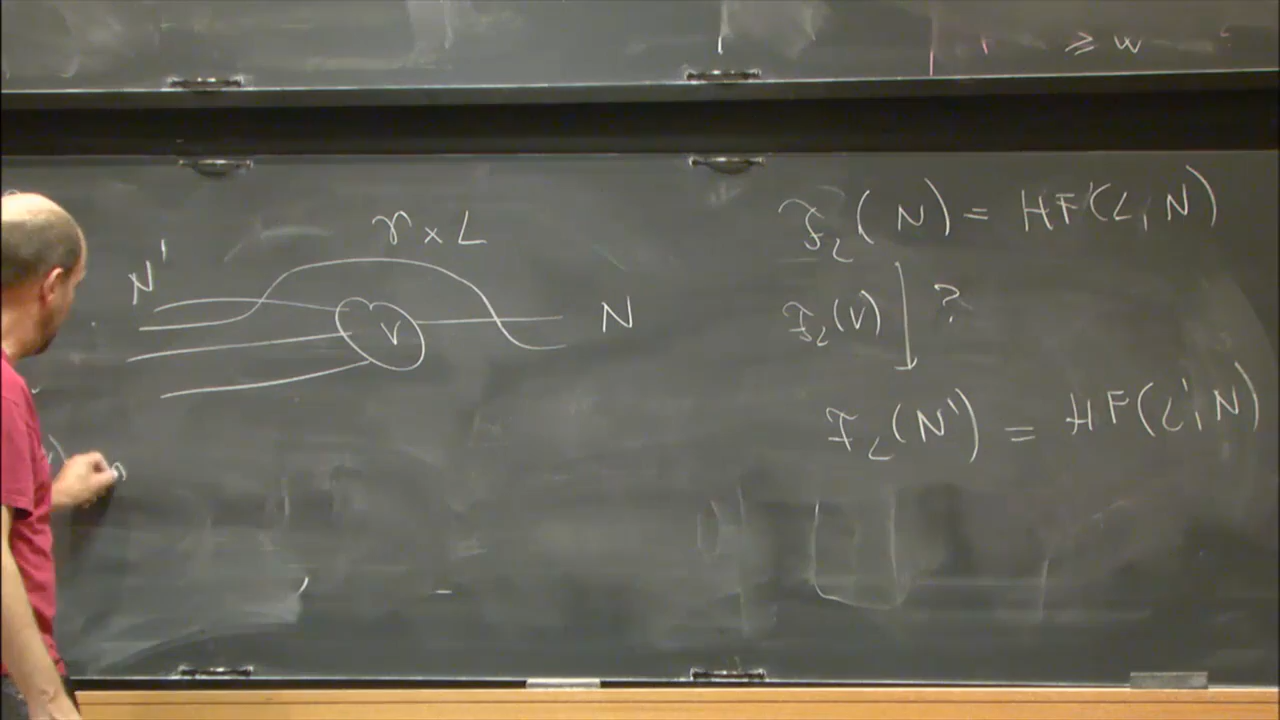 ≥ w
γ × L
N'
V
N
F_L(N) = HF(L, N)
F_L(V) ↓ ?
F_L(N') = HF(L', N)